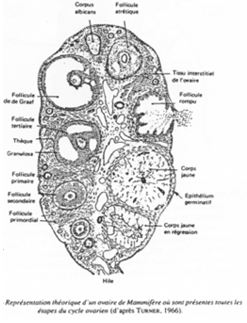 Corpus
albicans
Follicule
atrétique
Tissu interstitiel
de l'ovaire
Follicule
de de Graaf
Follicule
rompu
Follicule
tertiaire
Thèque
Granulosa
Follicule
primaire
Corps
jaune
Follicule
secondaire
Epithélium
germinatif
Follicule
primordial
Corps jaune
en régression
Hile
Représentation théorique d'un ovaire de Mammifère où sont présentes toutes les
étapes du cycle ovarien (d'après TURNER, 1966).